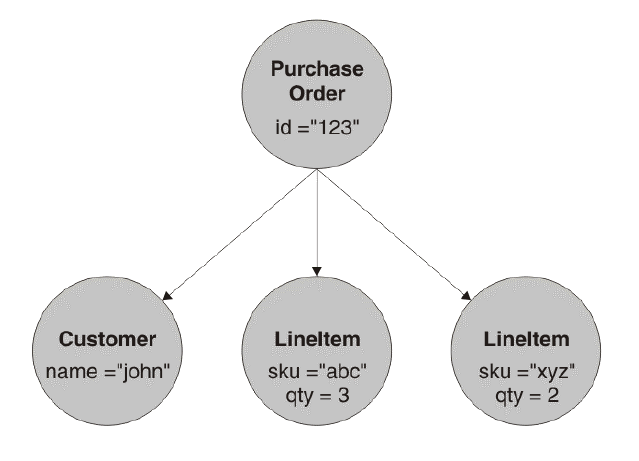 Purchase
Order
id ="123"
Customer
name ="john"
LineItem
sku ="abc"
qty = 3
LineItem
sku ="xyz"
qty = 2